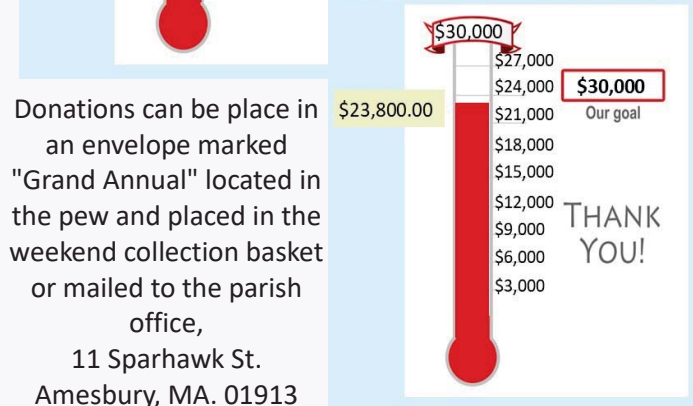 Donations can be place in
an envelope marked
"Grand Annual" located in
the pew and placed in the
weekend collection basket
or mailed to the parish
office,
11 Sparhawk St.
Amesbury, MA. 01913
$30,000
$27,000
$24,000
$21,000
$18,000
$15,000
$12,000
$9,000
$6,000
$3,000
$23,800.00
$30,000
Our goal
THANK
YOU!